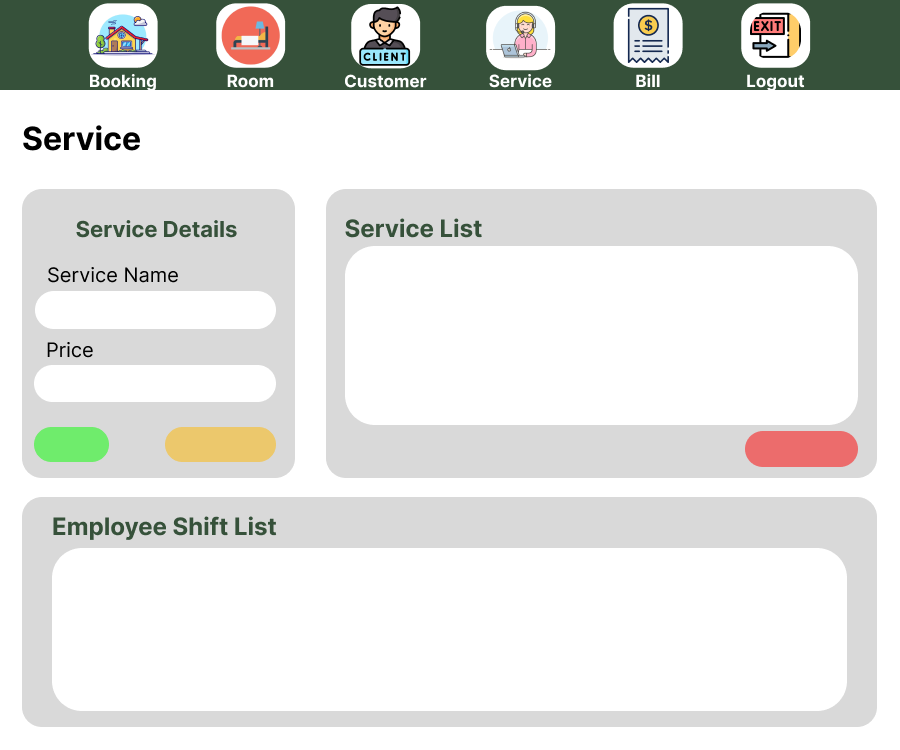 CLIENT
EXIT
Booking
Room
Customer
Service
Bill
Logout
Service
Service Details
Service List
Service Name
Price
Employee Shift List